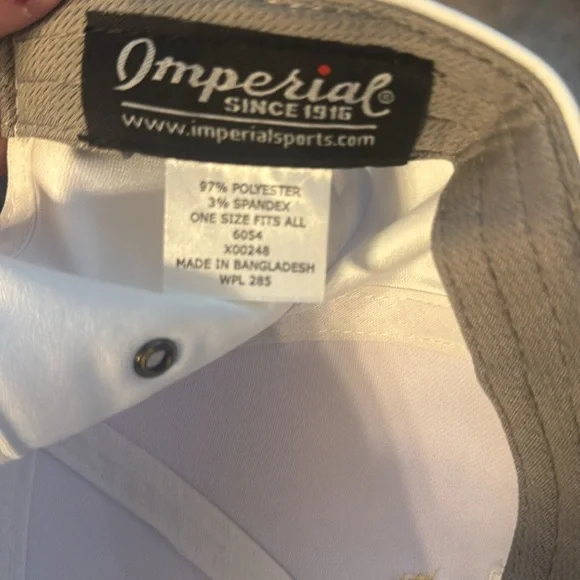 Imperial®
SINCE 1916
www.imperialsports.com
97% POLYESTER
3% SPANDEX
ONE SIZE FITS ALL
6054
X00248
MADE IN BANGLADESH
WPL 285